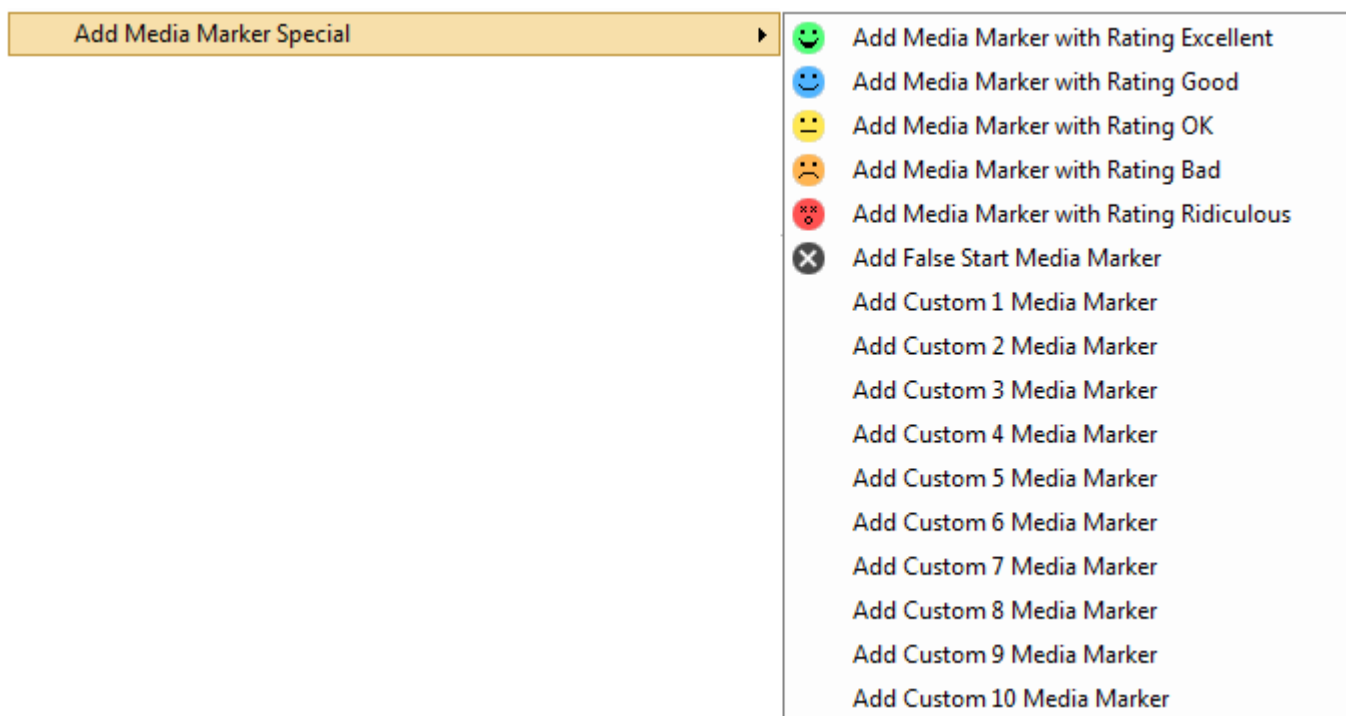 Add Media Marker Special
Add Media Marker with Rating Excellent
Add Media Marker with Rating Good
Add Media Marker with Rating OK
Add Media Marker with Rating Bad
Add Media Marker with Rating Ridiculous
Add False Start Media Marker
Add Custom 1 Media Marker
Add Custom 2 Media Marker
Add Custom 3 Media Marker
Add Custom 4 Media Marker
Add Custom 5 Media Marker
Add Custom 6 Media Marker
Add Custom 7 Media Marker
Add Custom 8 Media Marker
Add Custom 9 Media Marker
Add Custom 10 Media Marker